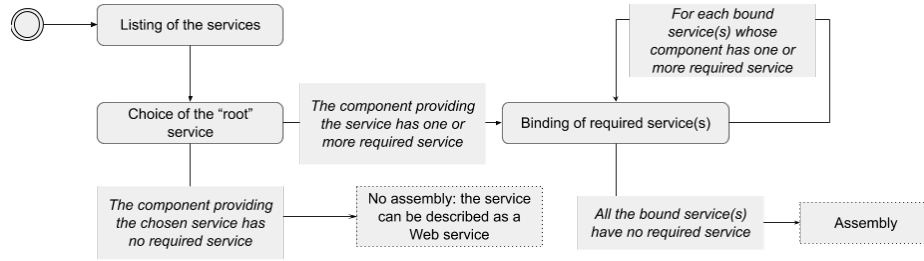 Listing of the services
For each bound
service(s) whose
component has one or
more required service
Choice of the “root”
service
The component providing
the service has one or
more required service
Binding of required service(s)
The component providing
the chosen service has
no required service
No assembly: the service
can be described as a
Web service
All the bound service(s)
have no required service
Assembly